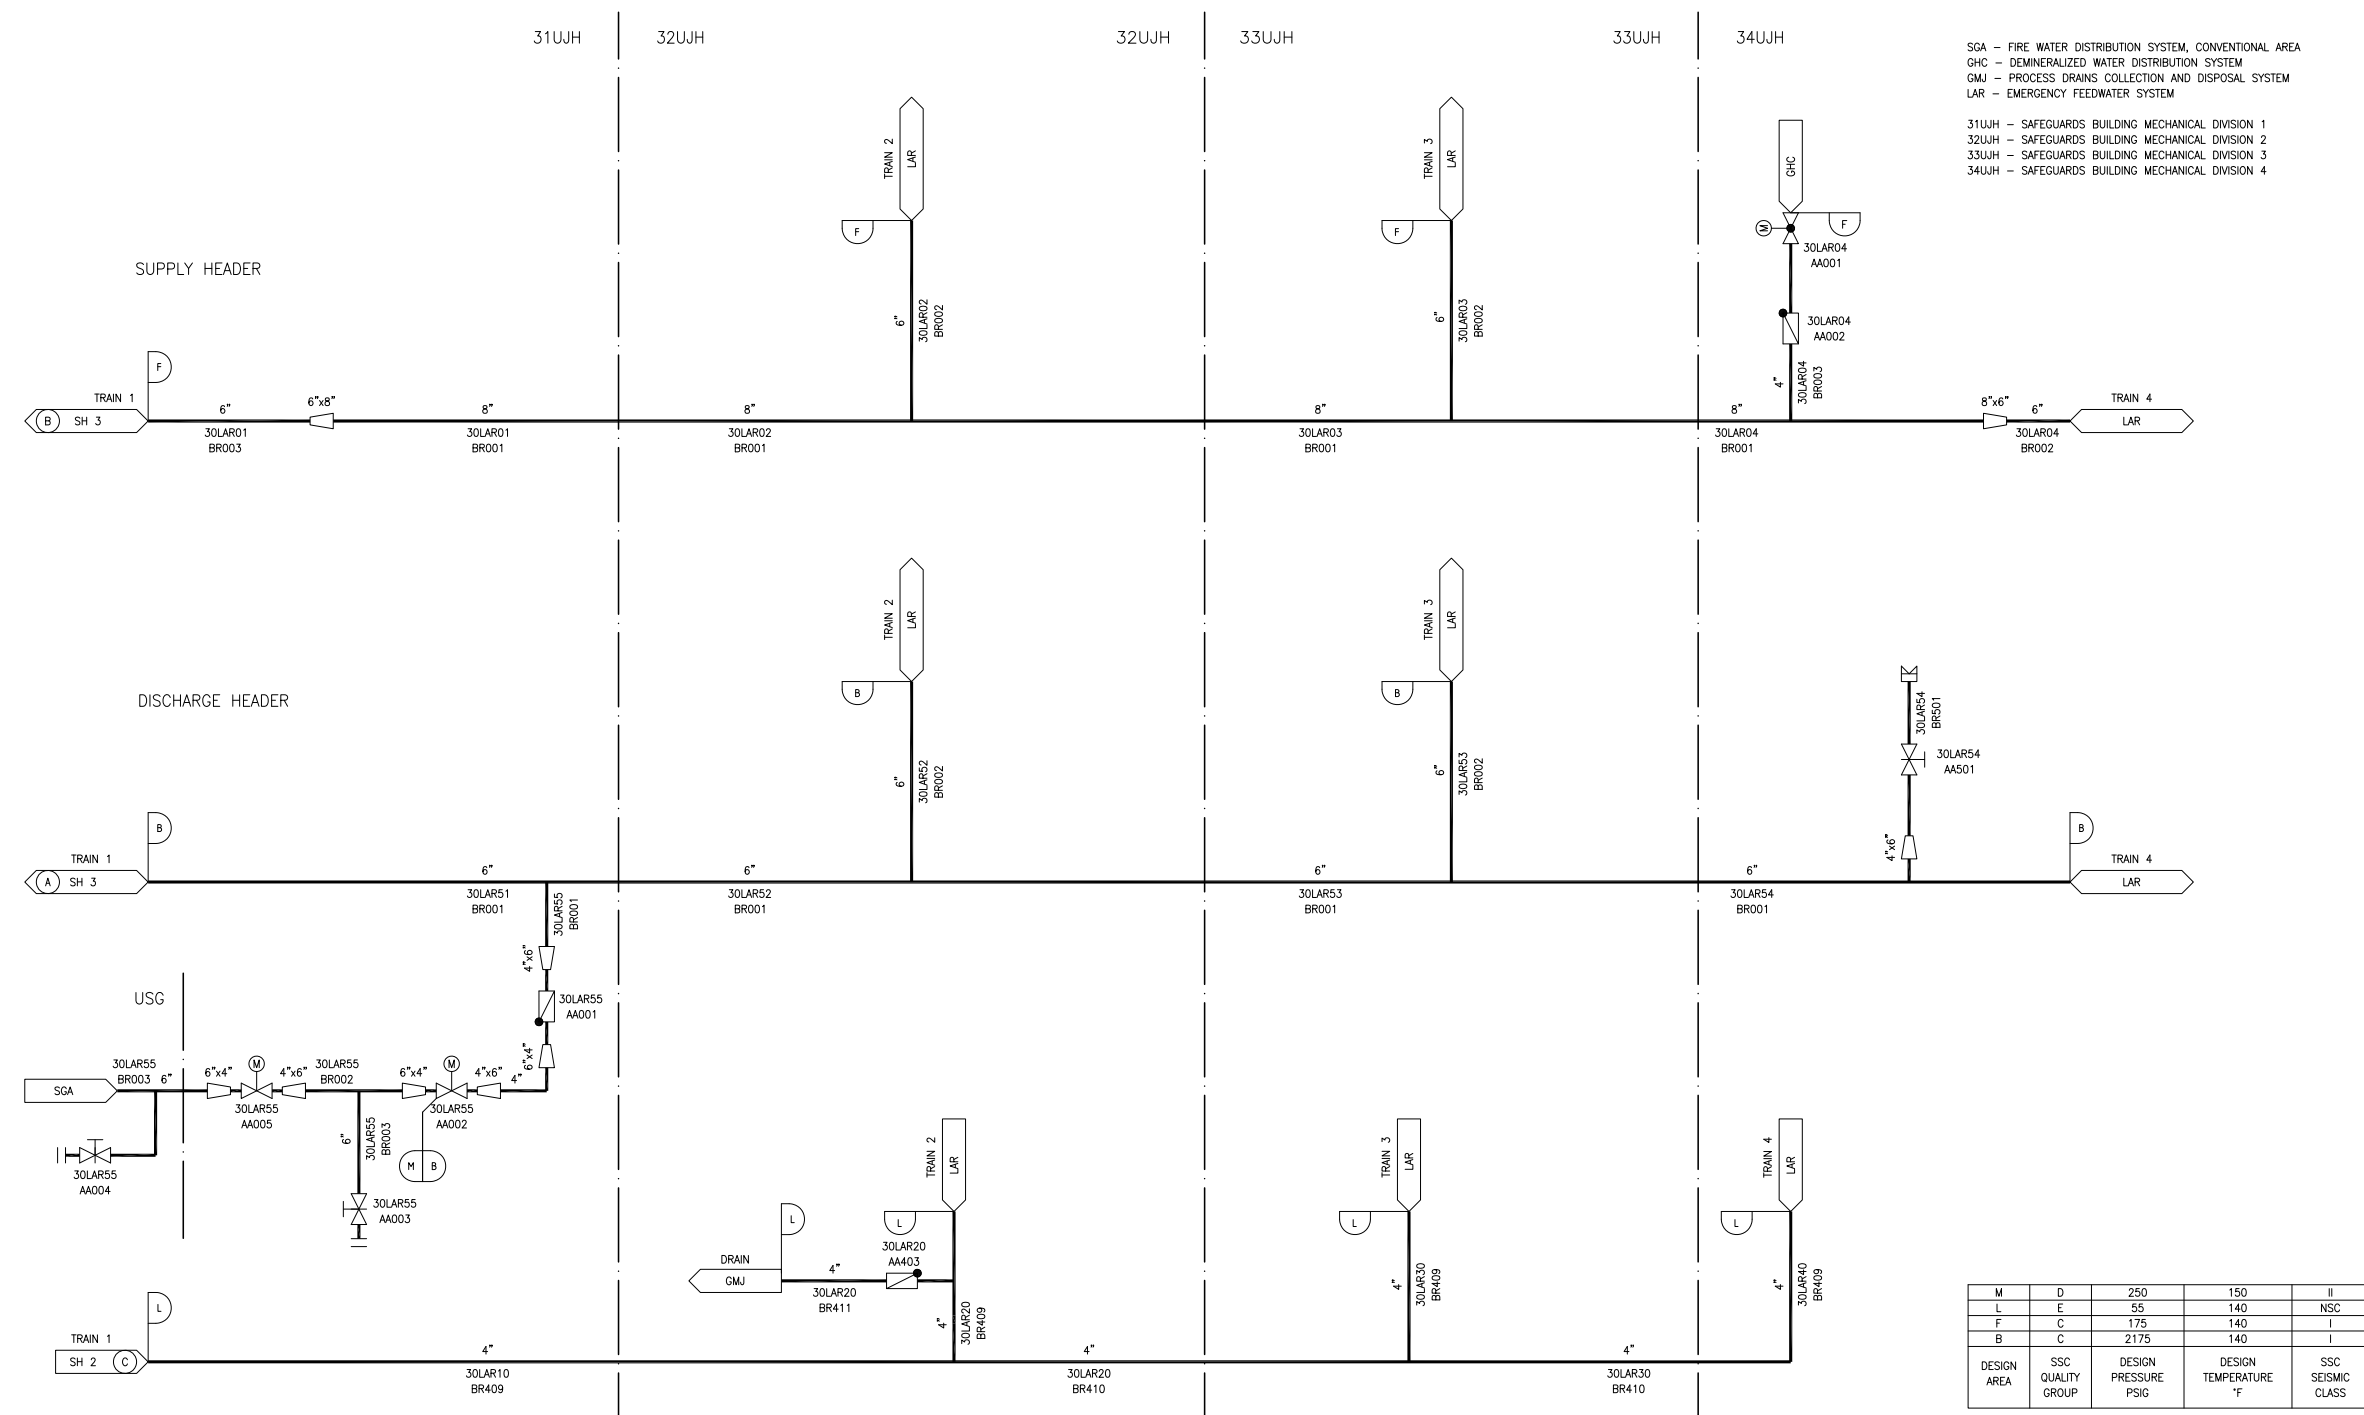 31UJH
32UJH
32UJH
33UJH
33UJH
34UJH
SGA – FIRE WATER DISTRIBUTION SYSTEM, CONVENTIONAL AREA
GHC – DEMINERALIZED WATER DISTRIBUTION SYSTEM
GMJ – PROCESS DRAINS COLLECTION AND DISPOSAL SYSTEM
LAR – EMERGENCY FEEDWATER SYSTEM
31UJH – SAFEGUARDS BUILDING MECHANICAL DIVISION 1
32UJH – SAFEGUARDS BUILDING MECHANICAL DIVISION 2
33UJH – SAFEGUARDS BUILDING MECHANICAL DIVISION 3
34UJH – SAFEGUARDS BUILDING MECHANICAL DIVISION 4
SUPPLY HEADER
TRAIN 2
LAR
F
6"
30LAR02
BR002
TRAIN 3
LAR
F
6"
30LAR03
BR002
GHC
M
F
30LAR04
AA001
30LAR04
AA002
4"
30LAR04
BR003
F
TRAIN 1
B
SH 3
6"
30LAR01
BR003
6"x8"
8"
30LAR01
BR001
8"
30LAR02
BR001
8"
30LAR03
BR001
8"
30LAR04
BR001
8"x6"
6"
30LAR04
BR002
TRAIN 4
LAR
DISCHARGE HEADER
TRAIN 2
LAR
B
6"
30LAR52
BR002
TRAIN 3
LAR
B
6"
30LAR53
BR002
30LAR54
BR501
30LAR54
AA501
4"x6"
B
TRAIN 4
LAR
B
TRAIN 1
A
SH 3
6"
30LAR51
BR001
6"
30LAR52
BR001
6"
30LAR53
BR001
6"
30LAR54
BR001
30LAR55
BR001
4"x6"
30LAR55
AA001
6"x4"
USG
SGA
30LAR55
BR003
6"
6"x4"
M
30LAR55
AA005
4"x6"
30LAR55
BR002
6"x4"
M
30LAR55
AA002
4"x6"
4"
30LAR55
AA004
6"
30LAR55
BR003
M
B
30LAR55
AA003
TRAIN 2
LAR
L
L
DRAIN
GMJ
4"
30LAR20
BR411
30LAR20
AA403
4"
30LAR20
BR409
TRAIN 3
LAR
L
4"
30LAR30
BR409
TRAIN 4
LAR
L
4"
30LAR40
BR409
L
TRAIN 1
SH 2
C
4"
30LAR10
BR409
4"
30LAR20
BR410
4"
30LAR30
BR410
M D 250 150 II
L E 55 140 NSC
F C 175 140 I
B C 2175 140 I
DESIGN AREA
SSC QUALITY GROUP
DESIGN PRESSURE PSIG
DESIGN TEMPERATURE °F
SSC SEISMIC CLASS